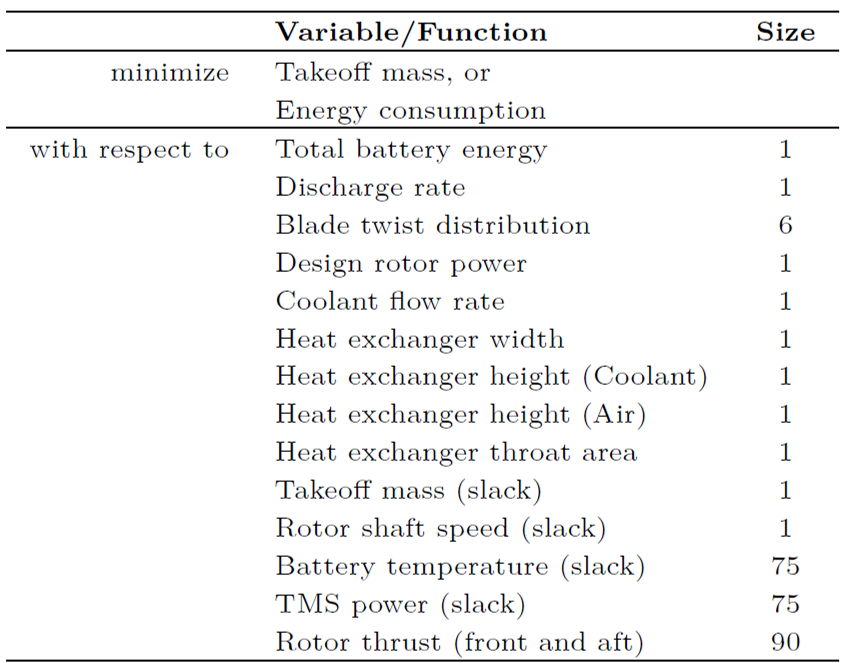 Variable/Function Size
minimize Takeoff mass, or
Energy consumption
with respect to Total battery energy 1
Discharge rate 1
Blade twist distribution 6
Design rotor power 1
Coolant flow rate 1
Heat exchanger width 1
Heat exchanger height (Coolant) 1
Heat exchanger height (Air) 1
Heat exchanger throat area 1
Takeoff mass (slack) 1
Rotor shaft speed (slack) 1
Battery temperature (slack) 75
TMS power (slack) 75
Rotor thrust (front and aft) 90